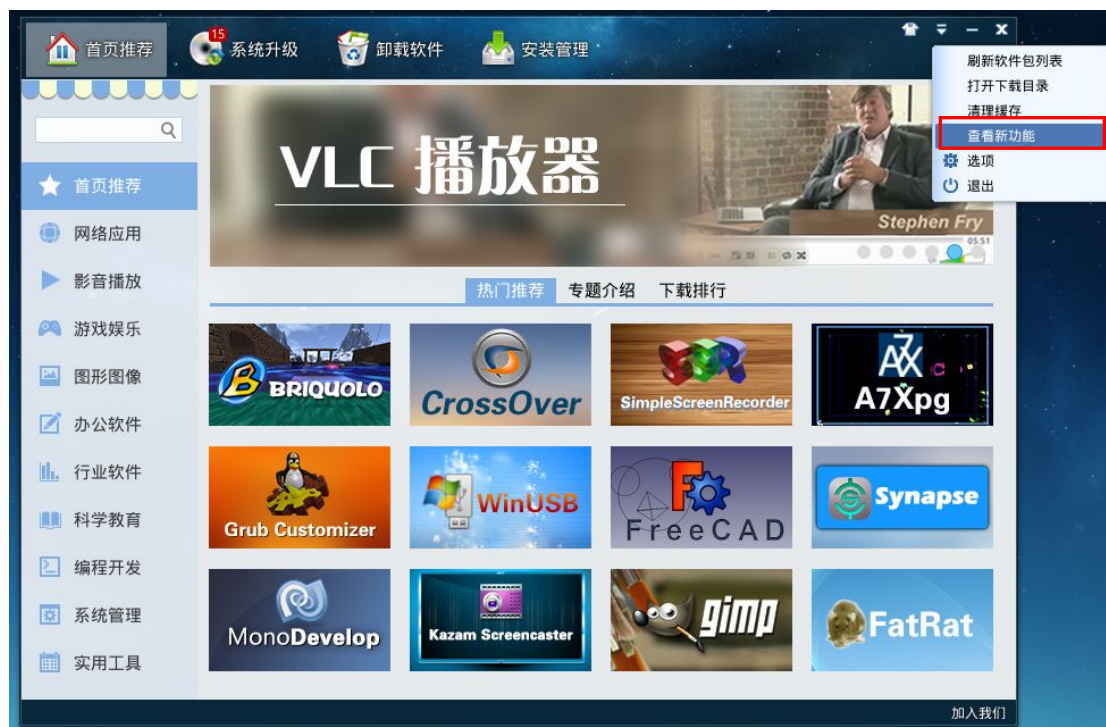 首页推荐
15
系统升级
卸载软件
安装管理
刷新软件包列表
打开下载目录
清理缓存
查看新功能
选项
退出
首页推荐
网络应用
影音播放
游戏娱乐
图形图像
办公软件
行业软件
科学教育
编程开发
系统管理
实用工具
VLC 播放器
Stephen Fry
05:51
热门推荐 专题介绍 下载排行
BRIQUOLO
CrossOver
SSR
SimpleScreenRecorder
A7X
A7Xpg
Grub Customizer
WinUSB
FreeCAD
Synapse
MonoDevelop
Kazam Screencaster
gimp
FatRat
加入我们